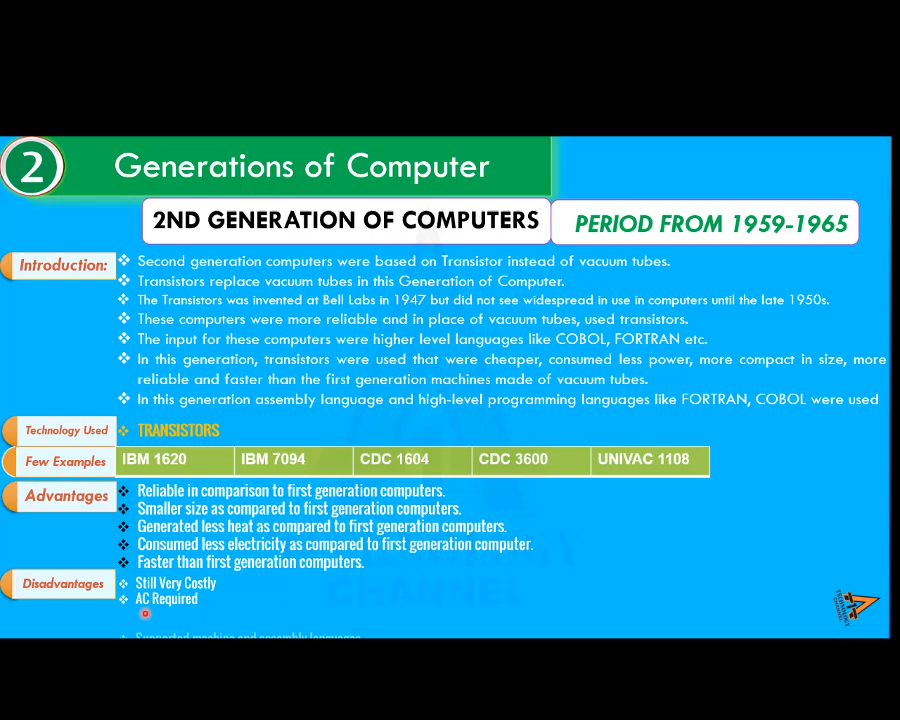 2
Generations of Computer
2ND GENERATION OF COMPUTERS
PERIOD FROM 1959-1965
Introduction:
Second generation computers were based on Transistor instead of vacuum tubes.
Transistors replace vacuum tubes in this Generation of Computer.
The Transistors was invented at Bell Labs in 1947 but did not see widespread in use in computers until the late 1950s.
These computers were more reliable and in place of vacuum tubes, used transistors.
The input for these computers were higher level languages like COBOL, FORTRAN etc.
In this generation, transistors were used that were cheaper, consumed less power, more compact in size, more
reliable and faster than the first generation machines made of vacuum tubes.
In this generation assembly language and high-level programming languages like FORTRAN, COBOL were used
Technology Used
TRANSISTORS
Few Examples
IBM 1620 IBM 7094 CDC 1604 CDC 3600 UNIVAC 1108
Advantages
Reliable in comparison to first generation computers.
Smaller size as compared to first generation computers.
Generated less heat as compared to first generation computers.
Consumed less electricity as compared to first generation computer.
Faster than first generation computers.
Disadvantages
Still Very Costly
AC Required
Supported machine and assembly languages
CHANNEL
TECHNOLOGY
CHANNEL